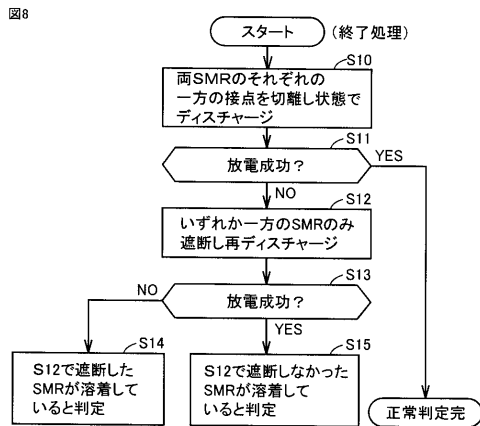 図8
スタート
(終了処理)
S10
両SMRのそれぞれの
一方の接点を切離し状態で
ディスチャージ
S11
放電成功？
YES
NO
S12
いずれか一方のSMRのみ
遮断し再ディスチャージ
S13
放電成功？
NO
YES
S14
S12で遮断した
SMRが溶着して
いると判定
S15
S12で遮断しなかった
SMRが溶着して
いると判定
正常判定完